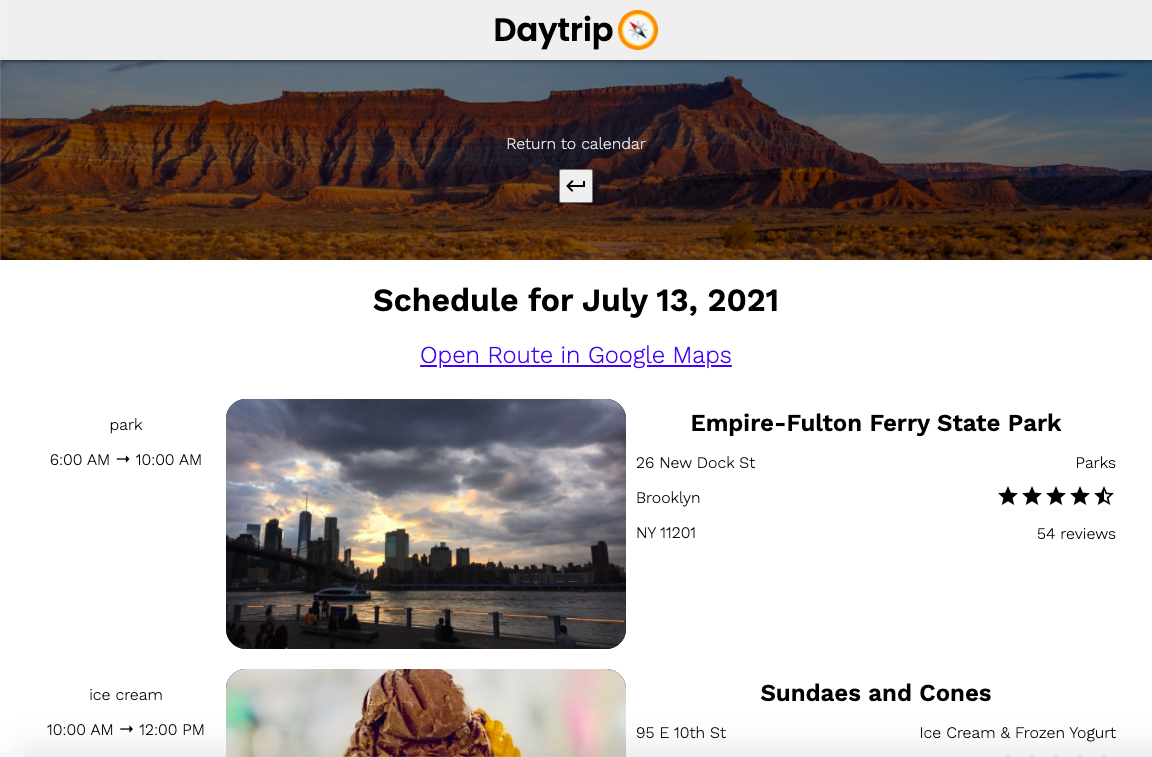 Daytrip
Return to calendar
Schedule for July 13, 2021
Open Route in Google Maps
park
6:00 AM → 10:00 AM
Empire-Fulton Ferry State Park
26 New Dock St
Parks
Brooklyn
NY 11201
54 reviews
ice cream
10:00 AM → 12:00 PM
Sundaes and Cones
95 E 10th St
Ice Cream & Frozen Yogurt